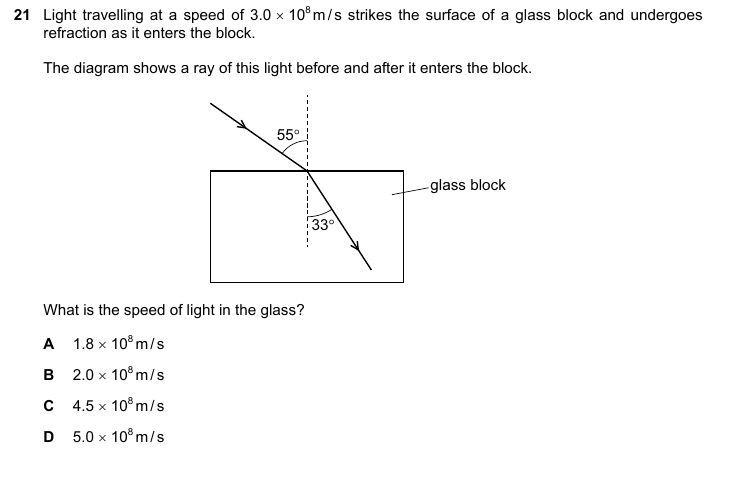 21 Light travelling at a speed of 3.0 × 10⁸ m/s strikes the surface of a glass block and undergoes
refraction as it enters the block.
The diagram shows a ray of this light before and after it enters the block.
55°
glass block
33°
What is the speed of light in the glass?
A 1.8 × 10⁸ m/s
B 2.0 × 10⁸ m/s
C 4.5 × 10⁸ m/s
D 5.0 × 10⁸ m/s